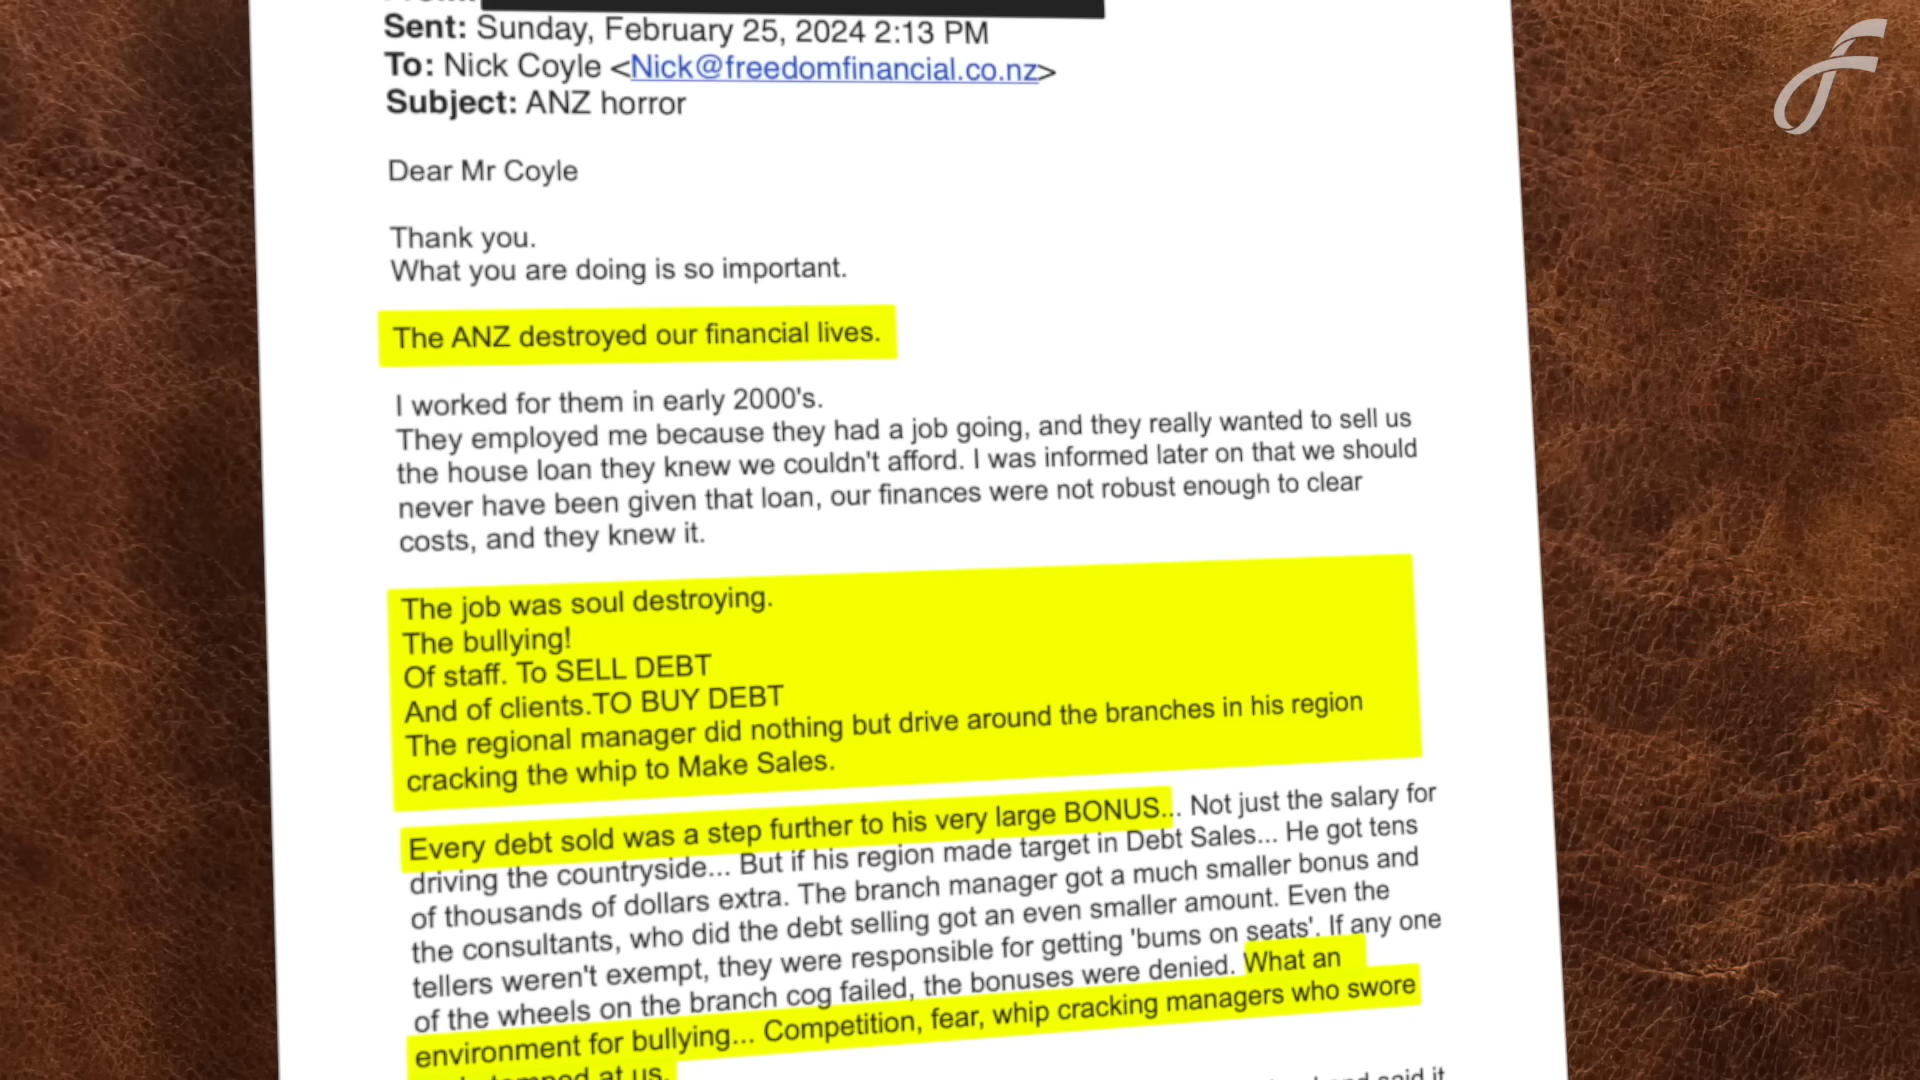 Sent: Sunday, February 25, 2024 2:13 PM
To: Nick Coyle <Nick@freedomfinancial.co.nz>
Subject: ANZ horror
Dear Mr Coyle
Thank you.
What you are doing is so important.
The ANZ destroyed our financial lives.
I worked for them in early 2000's.
They employed me because they had a job going, and they really wanted to sell us
the house loan they knew we couldn't afford. I was informed later on that we should
never have been given that loan, our finances were not robust enough to clear
costs, and they knew it.
The job was soul destroying.
The bullying!
Of staff. To SELL DEBT
And of clients.TO BUY DEBT
The regional manager did nothing but drive around the branches in his region
cracking the whip to Make Sales.
Every debt sold was a step further to his very large BONUS... Not just the salary for
driving the countryside... But if his region made target in Debt Sales... He got tens
of thousands of dollars extra. The branch manager got a much smaller bonus and
the consultants, who did the debt selling got an even smaller amount. Even the
tellers weren't exempt, they were responsible for getting 'bums on seats'. If any one
of the wheels on the branch cog failed, the bonuses were denied. What an
environment for bullying... Competition, fear, whip cracking managers who swore
at us.
said it